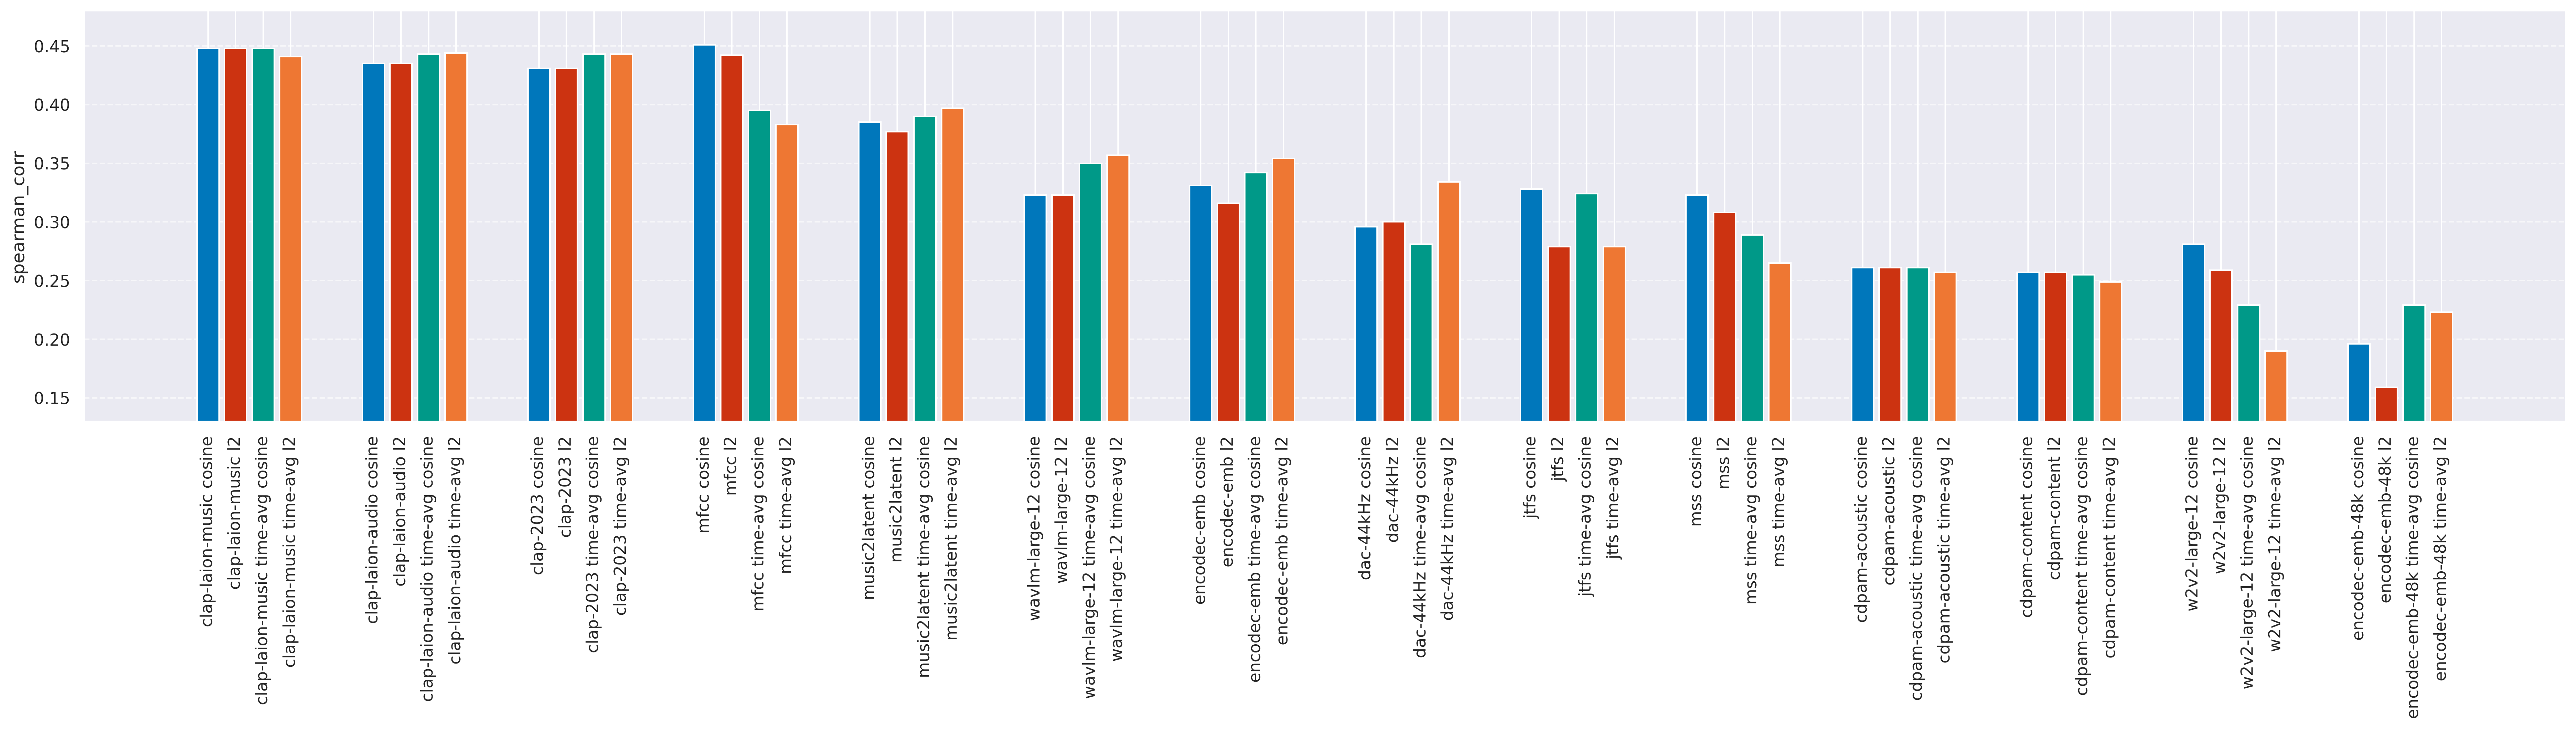 spearman_corr
0.45
0.40
0.35
0.30
0.25
0.20
0.15
clap-laion-music cosine
clap-laion-music l2
clap-laion-music time-avg cosine
clap-laion-music time-avg l2
clap-laion-audio cosine
clap-laion-audio l2
clap-laion-audio time-avg cosine
clap-laion-audio time-avg l2
clap-2023 cosine
clap-2023 l2
clap-2023 time-avg cosine
clap-2023 time-avg l2
mfcc cosine
mfcc l2
mfcc time-avg cosine
mfcc time-avg l2
music2latent cosine
music2latent l2
music2latent time-avg cosine
music2latent time-avg l2
wavlm-large-12 cosine
wavlm-large-12 l2
wavlm-large-12 time-avg cosine
wavlm-large-12 time-avg l2
encodec-emb cosine
encodec-emb l2
encodec-emb time-avg cosine
encodec-emb time-avg l2
dac-44kHz cosine
dac-44kHz l2
dac-44kHz time-avg cosine
dac-44kHz time-avg l2
jtfs cosine
jtfs l2
jtfs time-avg cosine
jtfs time-avg l2
mss cosine
mss l2
mss time-avg cosine
mss time-avg l2
cdpam-acoustic cosine
cdpam-acoustic l2
cdpam-acoustic time-avg cosine
cdpam-acoustic time-avg l2
cdpam-content cosine
cdpam-content l2
cdpam-content time-avg cosine
cdpam-content time-avg l2
w2v2-large-12 cosine
w2v2-large-12 l2
w2v2-large-12 time-avg cosine
w2v2-large-12 time-avg l2
encodec-emb-48k cosine
encodec-emb-48k l2
encodec-emb-48k time-avg cosine
encodec-emb-48k time-avg l2